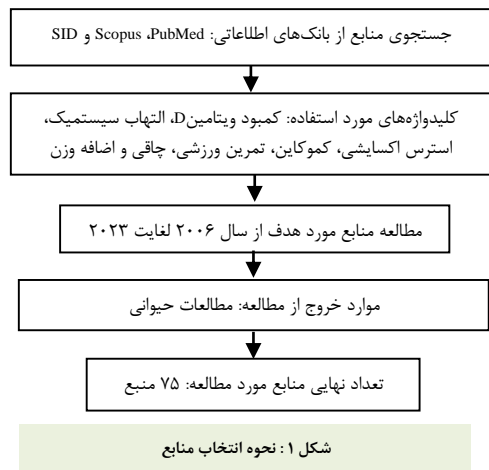 جستجوی منابع از بانک‌های اطلاعاتی: Scopus ،PubMed و SID
کلیدواژه‌های مورد استفاده: کمبود ویتامینD، التهاب سیستمیک،
استرس اکسایشی، کموکاین، تمرین ورزشی، چاقی و اضافه وزن
مطالعه منابع مورد هدف از سال ۲۰۰۶ لغایت ۲۰۲۳
موارد خروج از مطالعه: مطالعات حیوانی
تعداد نهایی منابع مورد مطالعه: ۷۵ منبع
شکل ۱ : نحوه انتخاب منابع